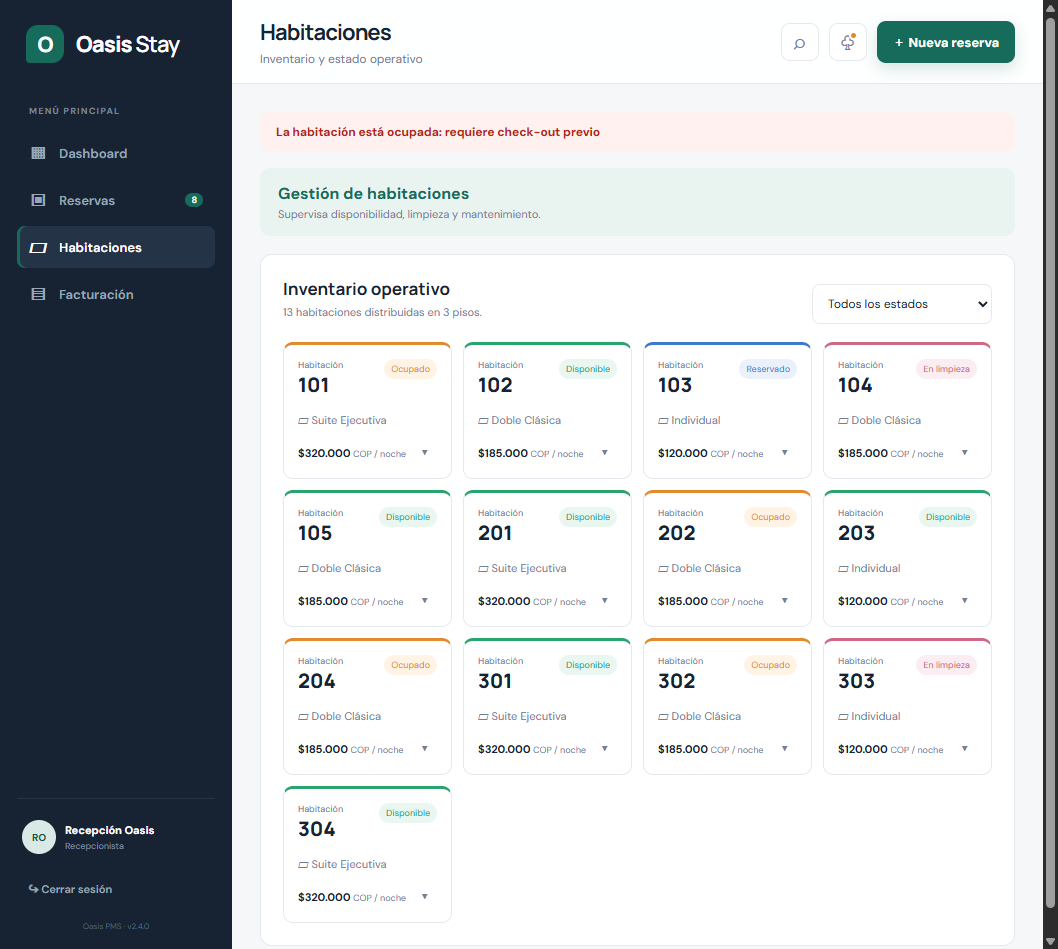 O Oasis Stay
MENÚ PRINCIPAL
Dashboard
Reservas 8
Habitaciones
Facturación
RO
Recepción Oasis
Recepcionista
Cerrar sesión
Oasis PMS · v2.4.0
Habitaciones
Inventario y estado operativo
+ Nueva reserva
La habitación está ocupada: requiere check-out previo
Gestión de habitaciones
Supervisa disponibilidad, limpieza y mantenimiento.
Inventario operativo
13 habitaciones distribuidas en 3 pisos.
Todos los estados
Habitación
101
Ocupado
Suite Ejecutiva
$320.000 COP / noche
Habitación
102
Disponible
Doble Clásica
$185.000 COP / noche
Habitación
103
Reservado
Individual
$120.000 COP / noche
Habitación
104
En limpieza
Doble Clásica
$185.000 COP / noche
Habitación
105
Disponible
Doble Clásica
$185.000 COP / noche
Habitación
201
Disponible
Suite Ejecutiva
$320.000 COP / noche
Habitación
202
Ocupado
Doble Clásica
$185.000 COP / noche
Habitación
203
Disponible
Individual
$120.000 COP / noche
Habitación
204
Ocupado
Doble Clásica
$185.000 COP / noche
Habitación
301
Disponible
Suite Ejecutiva
$320.000 COP / noche
Habitación
302
Ocupado
Doble Clásica
$185.000 COP / noche
Habitación
303
En limpieza
Individual
$120.000 COP / noche
Habitación
304
Disponible
Suite Ejecutiva
$320.000 COP / noche